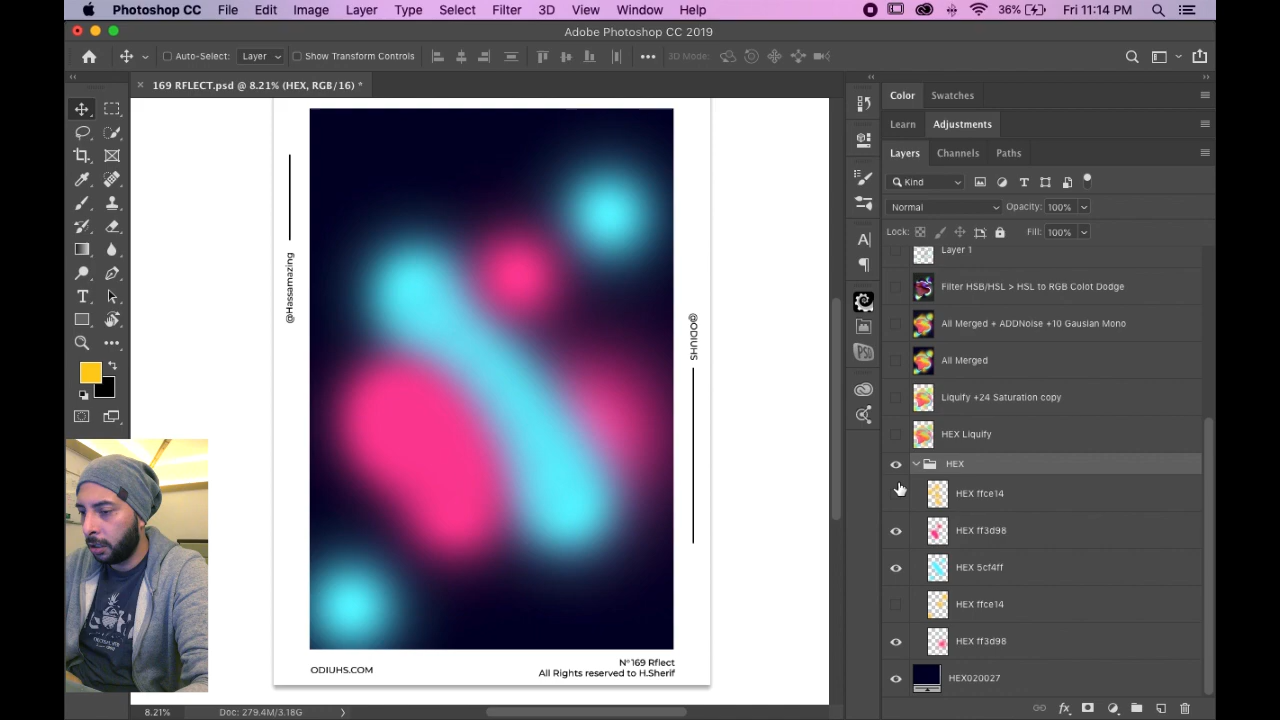 Photoshop CC File Edit Image Layer Type Select Filter 3D View Window Help 36% Fri 11:14 PM
Adobe Photoshop CC 2019
Auto-Select: Layer Show Transform Controls 3D Mode:
169 RFLECT.psd @ 8.21% (HEX, RGB/16) *
Color Swatches
Learn Adjustments
Layers Channels Paths
Kind
Normal Opacity: 100%
Lock: Fill: 100%
Layer 1
Filter HSB/HSL > HSL to RGB Colot Dodge
All Merged + ADDNoise +10 Gausian Mono
All Merged
Liquify +24 Saturation copy
HEX Liquify
HEX
HEX ffce14
HEX ff3d98
HEX 5cf4ff
HEX ffce14
HEX ff3d98
HEX020027
@Hassamazing
@ODIUHS
ODIUHS.COM
N°169 Rflect
All Rights reserved to H.Sherif
8.21% Doc: 279.4M/3.18G